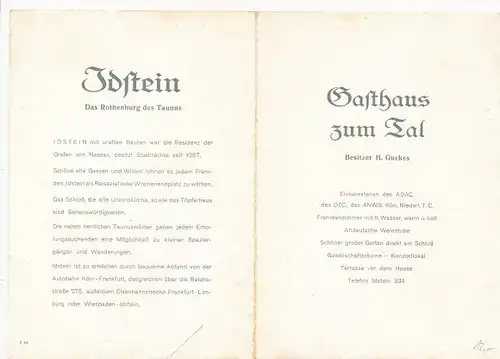 Idstein
Das Rothenburg des Taunus
IDSTEIN mit uralten Bauten war die Residenz der
Grafen von Nassau, besitzt Stadtrechte seit 1287.
Schöne alte Gassen und Winkel lohnen es jedem Frem-
den, Idstein als Reiseziel oder Wochenendplatz zu wählen.
Das Schloß, die alte Unionskirche, sowie das Töpferhaus
sind Sehenswürdigkeiten.
Die nahen herrlichen Taunuswälder geben jedem Erho-
lungsuchenden eine Möglichkeit zu kleinen Spazier-
gängen und Wanderungen.
Idstein ist zu erreichen durch bequeme Abfahrt von der
Autobahn Köln-Frankfurt, desgleichen über die Reichs-
straße 275, außerdem Eisenbahnstrecke Frankfurt-Lim-
burg oder Wiesbaden-Idstein.
Gasthaus
zum Tal
Besitzer H. Guckes
Einkehrstellen des ADAC,
des DTC, des ANWB, Kön. Niederl. T. C.
Fremdenzimmer mit fl. Wasser, warm u. kalt
Altdeutsche Weinstube
Schöner großer Garten direkt am Schloß
Gesellschaftsräume - Konzertlokal
Terrasse vor dem Hause
Telefon Idstein 331